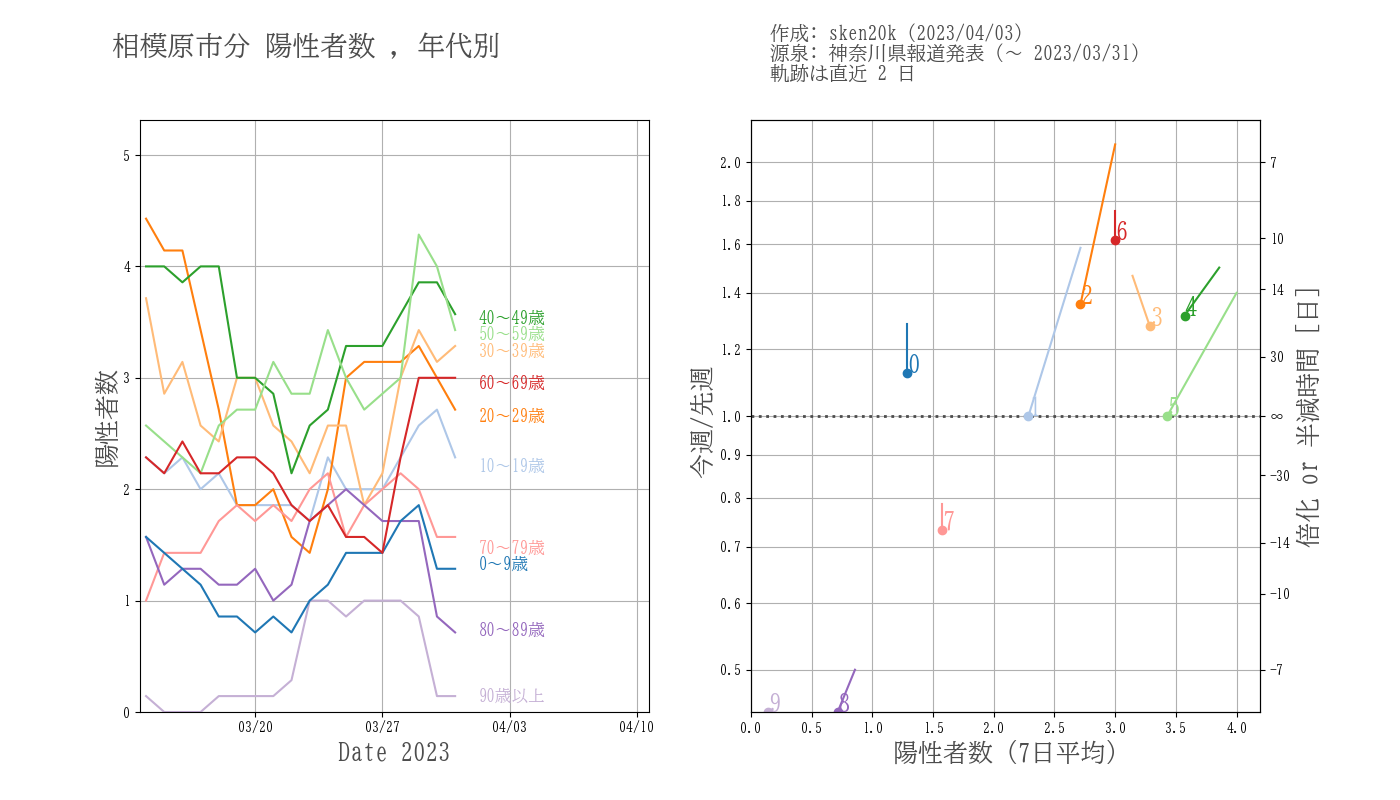 相模原市分 陽性者数 , 年代別
作成: sken20k (2023/04/03)
源泉: 神奈川県報道発表 (～ 2023/03/31)
軌跡は直近 2 日
陽性者数
5
4
3
2
1
0
03/20
03/27
04/03
04/10
Date 2023
40～49歳
50～59歳
30～39歳
60～69歳
20～29歳
10～19歳
70～79歳
0～9歳
80～89歳
90歳以上
今週/先週
2.0
1.8
1.6
1.4
1.2
1.0
0.9
0.8
0.7
0.6
0.5
0.0
0.5
1.0
1.5
2.0
2.5
3.0
3.5
4.0
陽性者数 (7日平均)
6
2
3
4
0
1
5
7
9
8
7
10
14
30
∞
−30
−14
−10
−7
倍化 or 半減時間 [日]